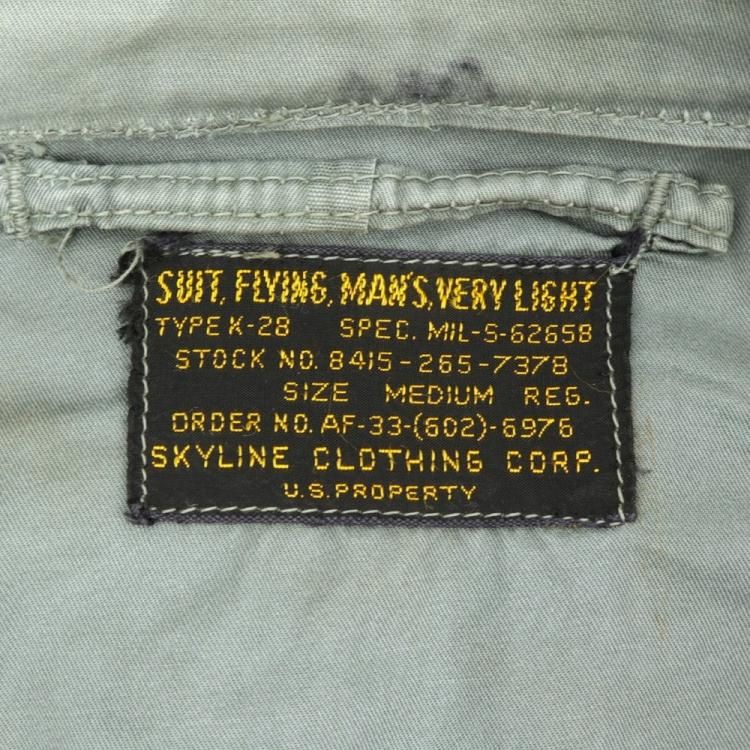 SUIT, FLYING, MAN'S, VERY LIGHT
TYPE K-2B SPEC. MIL-S-6265B
STOCK NO. 8415-265-7378
SIZE MEDIUM REG.
ORDER NO. AF-33-(602)-6976
SKYLINE CLOTHING CORP.
U.S. PROPERTY